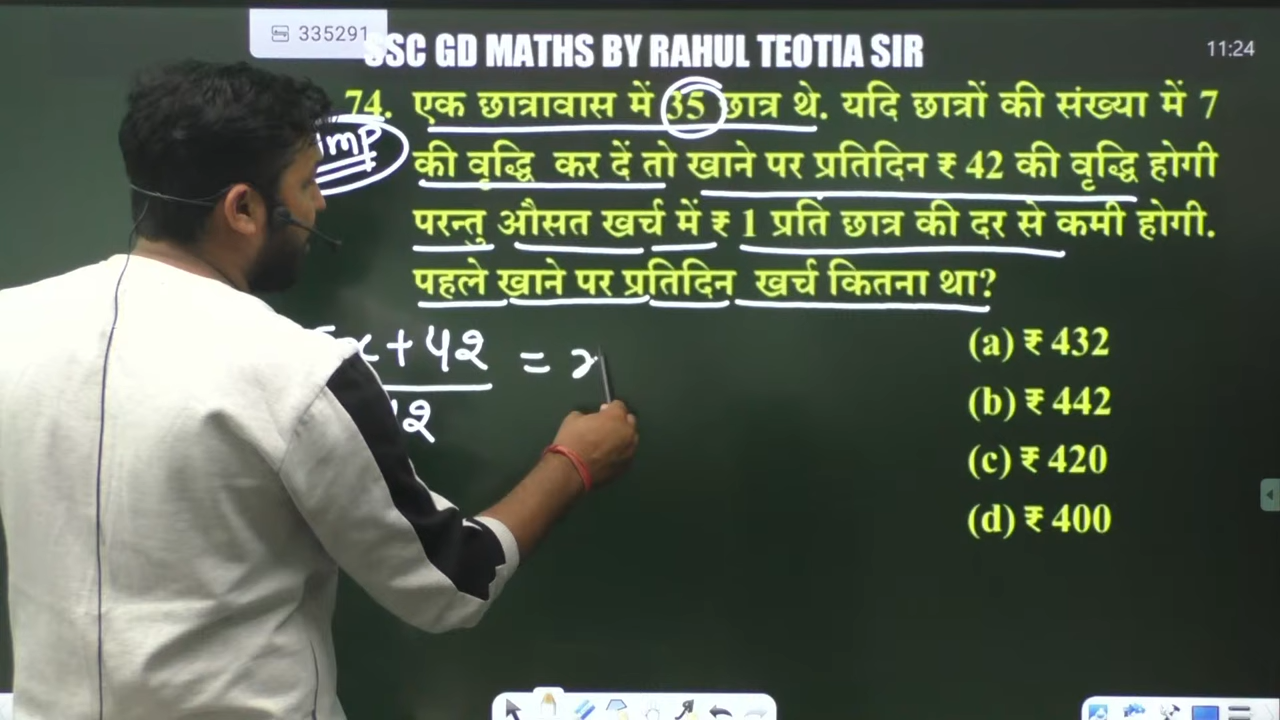 335291
SSC GD MATHS BY RAHUL TEOTIA SIR
11:24
74. एक छात्रावास में 35 छात्र थे. यदि छात्रों की संख्या में 7
Imp
की वृद्धि कर दें तो खाने पर प्रतिदिन ₹ 42 की वृद्धि होगी
परन्तु औसत खर्च में ₹ 1 प्रति छात्र की दर से कमी होगी.
पहले खाने पर प्रतिदिन खर्च कितना था?
x + 42 = x
42
(a) ₹ 432
(b) ₹ 442
(c) ₹ 420
(d) ₹ 400